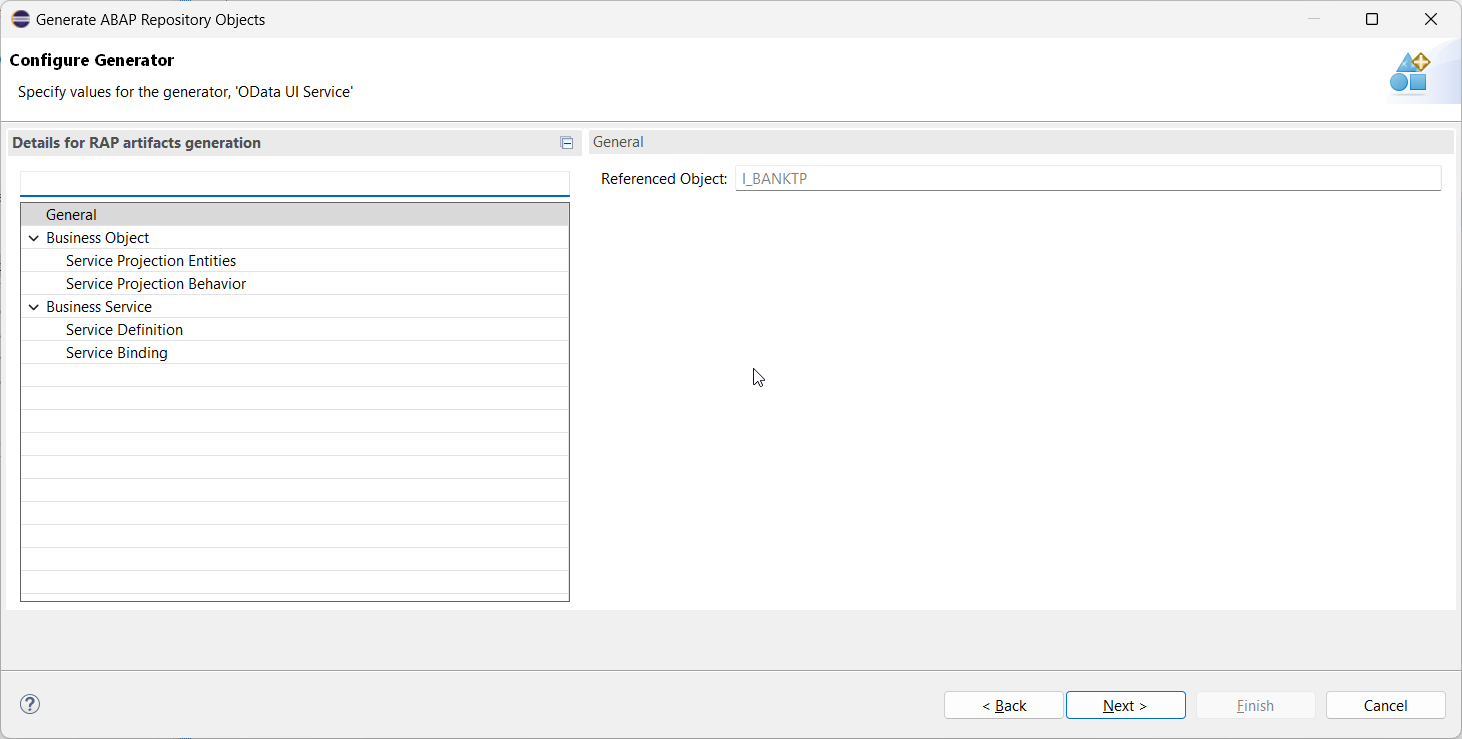 Generate ABAP Repository Objects
Configure Generator
Specify values for the generator, 'OData UI Service'
Details for RAP artifacts generation
General
Business Object
Service Projection Entities
Service Projection Behavior
Business Service
Service Definition
Service Binding
General
Referenced Object: I_BANKTP
< Back
Next >
Finish
Cancel